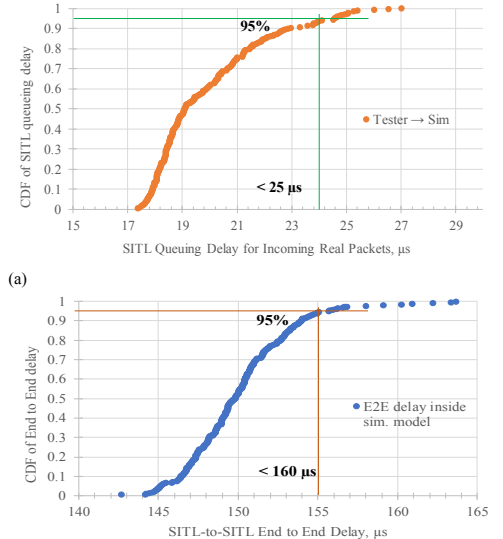 1
0.9
0.8
0.7
0.6
0.5
0.4
0.3
0.2
0.1
0
CDF of SITL queueing delay
95%
Tester → Sim
< 25 µs
15 17 19 21 23 25 27 29
SITL Queuing Delay for Incoming Real Packets, µs
(a)
1
0.9
0.8
0.7
0.6
0.5
0.4
0.3
0.2
0.1
0
CDF of End to End delay
95%
E2E delay inside
sim. model
< 160 µs
140 145 150 155 160 165
SITL-to-SITL End to End Delay, µs